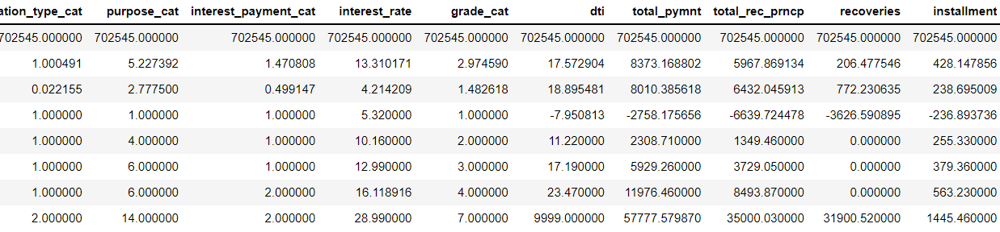 ation_type_cat purpose_cat interest_payment_cat interest_rate grade_cat dti total_pymnt total_rec_prncp recoveries installment
702545.000000 702545.000000 702545.000000 702545.000000 702545.000000 702545.000000 702545.000000 702545.000000 702545.000000 702545.000000
1.000491 5.227392 1.470808 13.310171 2.974590 17.572904 8373.168802 5967.869134 206.477546 428.147856
0.022155 2.777500 0.499147 4.214209 1.482618 18.895481 8010.385618 6432.045913 772.230635 238.695009
1.000000 1.000000 1.000000 5.320000 1.000000 -7.950813 -2758.175656 -6639.724478 -3626.590895 -236.893736
1.000000 4.000000 1.000000 10.160000 2.000000 11.220000 2308.710000 1349.460000 0.000000 255.330000
1.000000 6.000000 1.000000 12.990000 3.000000 17.190000 5929.260000 3729.050000 0.000000 379.360000
1.000000 6.000000 2.000000 16.118916 4.000000 23.470000 11976.460000 8493.870000 0.000000 563.230000
2.000000 14.000000 2.000000 28.990000 7.000000 9999.000000 57777.579870 35000.030000 31900.520000 1445.460000